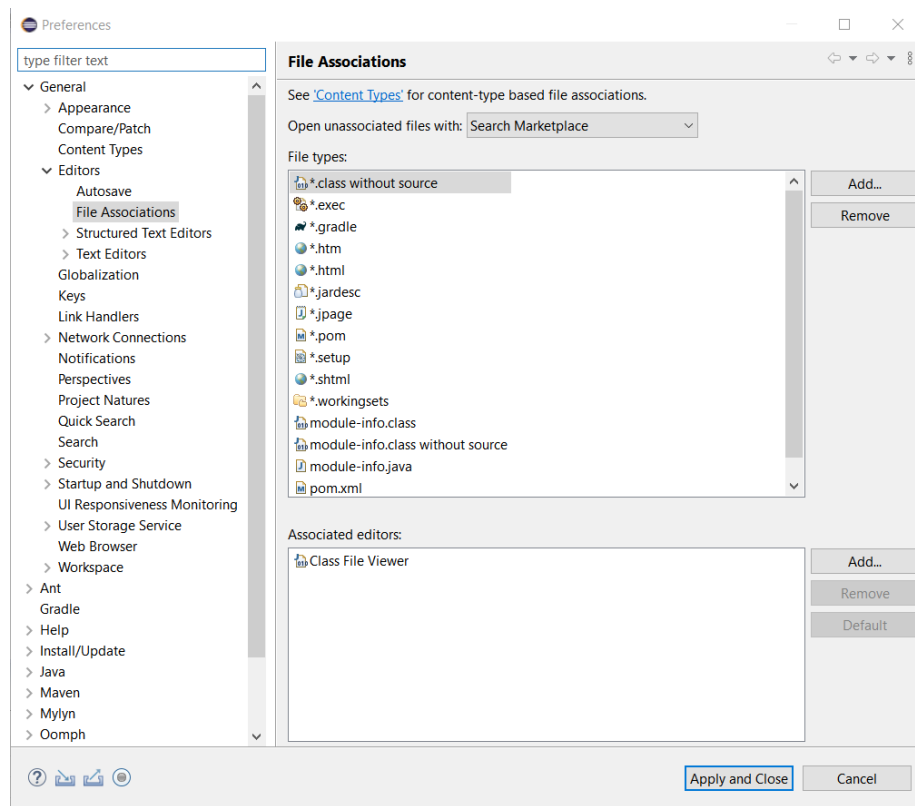 Preferences
type filter text
General
Appearance
Compare/Patch
Content Types
Editors
Autosave
File Associations
Structured Text Editors
Text Editors
Globalization
Keys
Link Handlers
Network Connections
Notifications
Perspectives
Project Natures
Quick Search
Search
Security
Startup and Shutdown
UI Responsiveness Monitoring
User Storage Service
Web Browser
Workspace
Ant
Gradle
Help
Install/Update
Java
Maven
Mylyn
Oomph
File Associations
See 'Content Types' for content-type based file associations.
Open unassociated files with: Search Marketplace
File types:
*.class without source
*.exec
*.gradle
*.htm
*.html
*.jardesc
*.jpage
*.pom
*.setup
*.shtml
*.workingsets
module-info.class
module-info.class without source
module-info.java
pom.xml
Add...
Remove
Associated editors:
Class File Viewer
Add...
Remove
Default
Apply and Close
Cancel